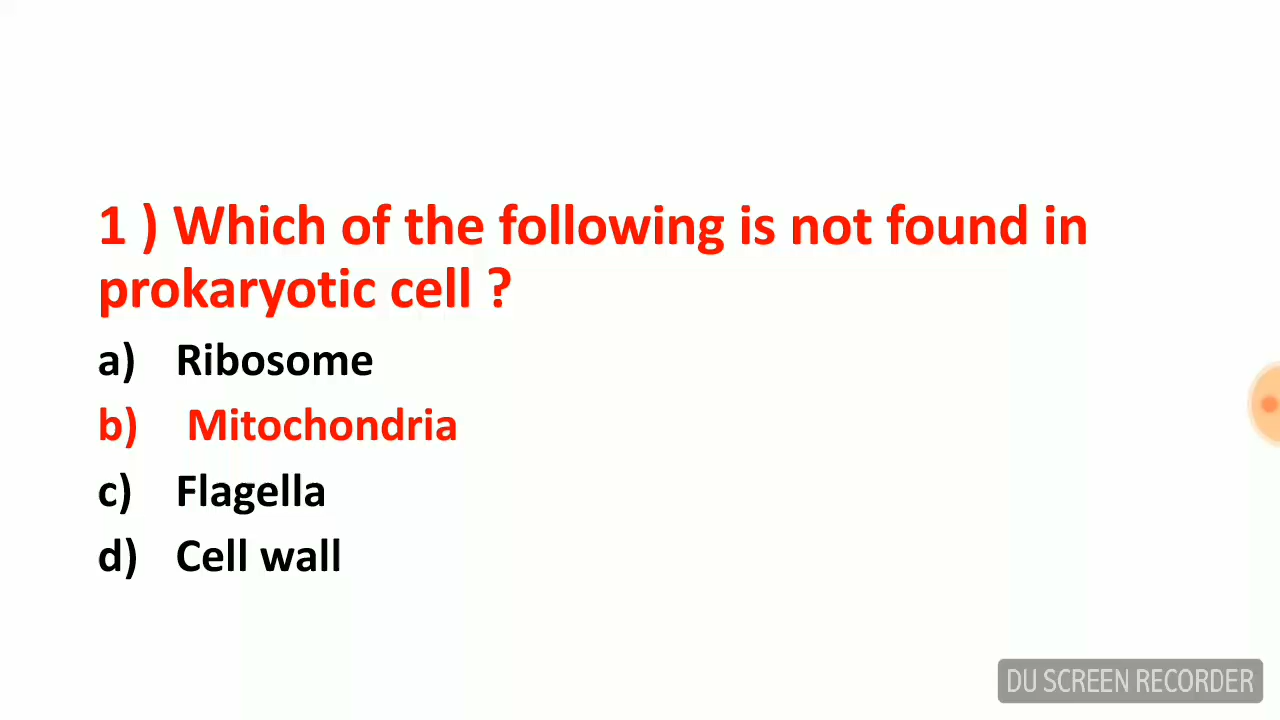 1 ) Which of the following is not found in
prokaryotic cell ?
a) Ribosome
b) Mitochondria
c) Flagella
d) Cell wall
DU SCREEN RECORDER